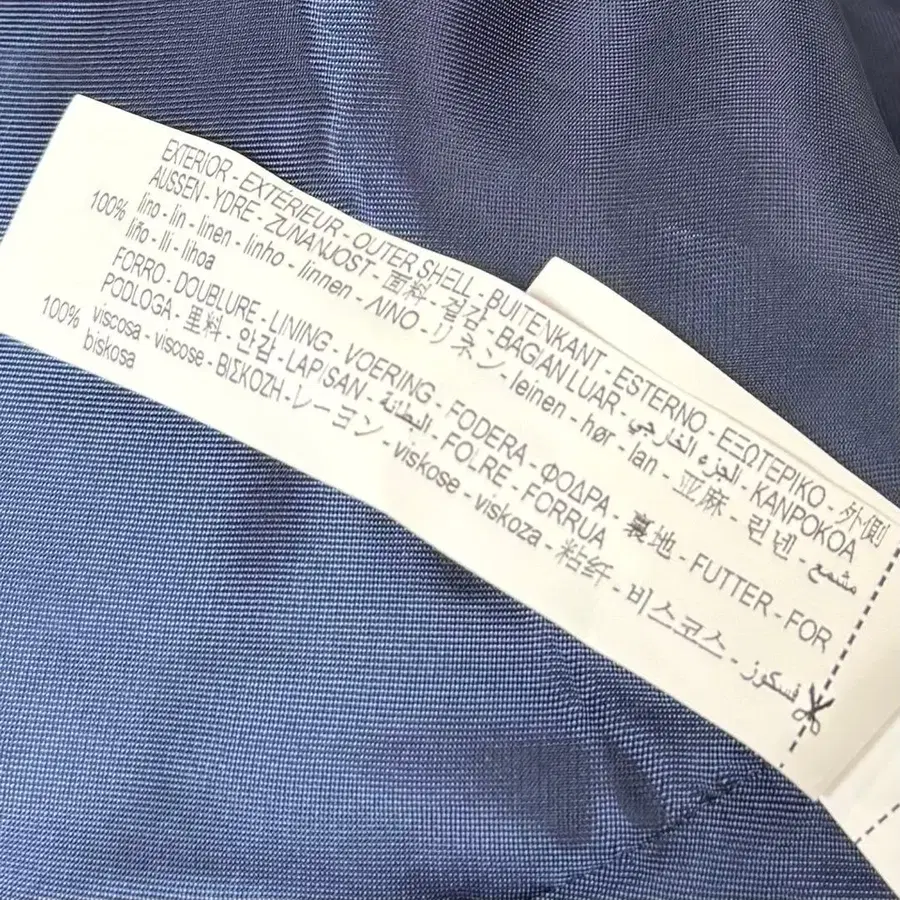 EXTERIOR - EXTÉRIEUR - OUTER SHELL - BUITENKANT - ESTERNO - ΕΞΩΤΕΡΙΚΟ - 外側
AUSSEN - YDRE - ZUNANJOST - 面料 - 겉감 - BAGIAN LUAR - الجزء الخارجي - KANPOKOA
100% lino - lin - linen - linho - linnen - ΛΙΝΟ - リネン - leinen - hør - lan - 亚麻 - 린넨 - مشمع -
liño - lli - lihoa
FORRO - DOUBLURE - LINING - VOERING - FODERA - ΦΟΔΡΑ - 裏地 - FUTTER - FOR
PODLOGA - 里料 - 안감 - LAPISAN - البطانة - FOLRE - FORRUA
100% viscosa - viscose - ΒΙΣΚΟΖΗ - レーヨン - viskose - viskoza - 粘纤 - 비스코스 - فسكوز -
biskosa